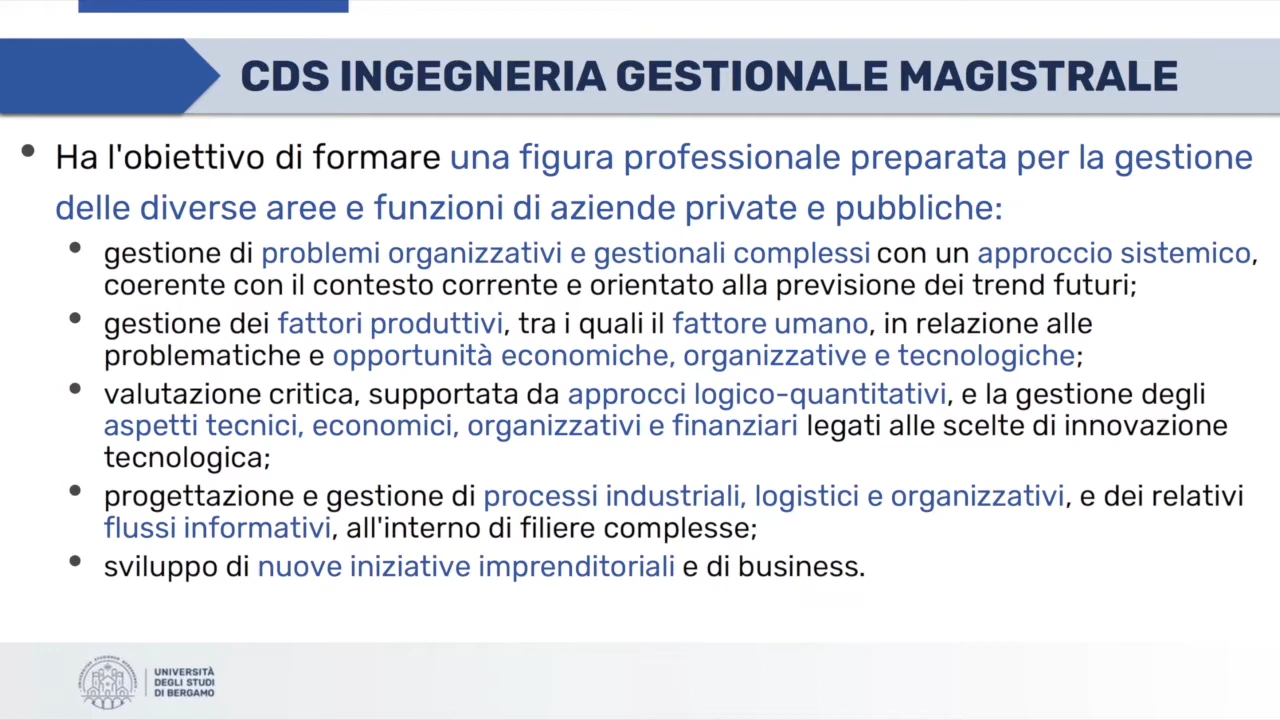 CDS INGEGNERIA GESTIONALE MAGISTRALE
• Ha l'obiettivo di formare una figura professionale preparata per la gestione
delle diverse aree e funzioni di aziende private e pubbliche:
• gestione di problemi organizzativi e gestionali complessi con un approccio sistemico,
coerente con il contesto corrente e orientato alla previsione dei trend futuri;
• gestione dei fattori produttivi, tra i quali il fattore umano, in relazione alle
problematiche e opportunità economiche, organizzative e tecnologiche;
• valutazione critica, supportata da approcci logico-quantitativi, e la gestione degli
aspetti tecnici, economici, organizzativi e finanziari legati alle scelte di innovazione
tecnologica;
• progettazione e gestione di processi industriali, logistici e organizzativi, e dei relativi
flussi informativi, all'interno di filiere complesse;
• sviluppo di nuove iniziative imprenditoriali e di business.
UNIVERSITÀ
DEGLI STUDI
DI BERGAMO